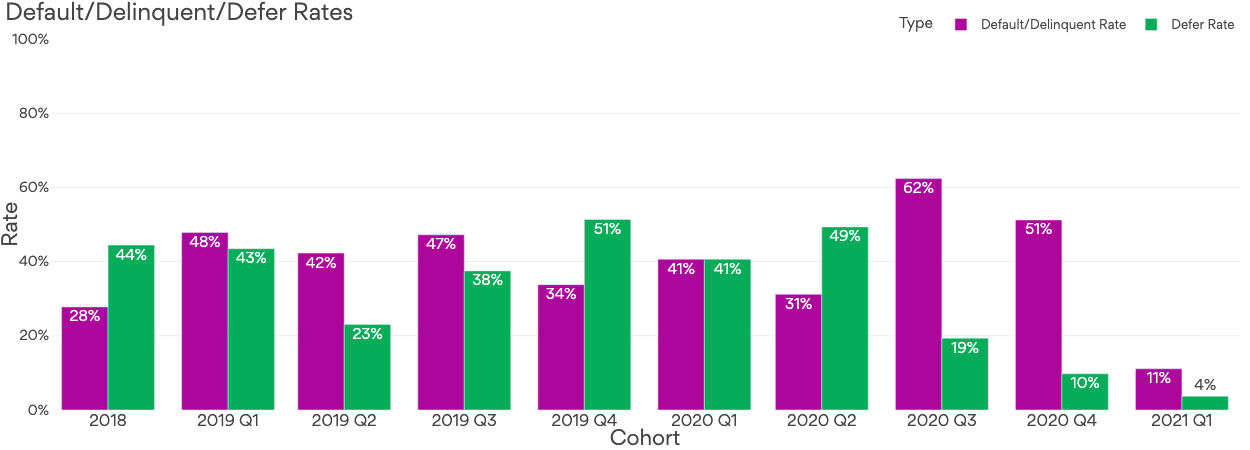 Default/Delinquent/Defer Rates
Type Default/Delinquent Rate Defer Rate
100%
80%
60%
40%
20%
0%
Rate
28% 44% 48% 43% 42% 23% 47% 38% 34% 51% 41% 41% 31% 49% 62% 19% 51% 10% 11% 4%
2018 2019 Q1 2019 Q2 2019 Q3 2019 Q4 2020 Q1 2020 Q2 2020 Q3 2020 Q4 2021 Q1
Cohort